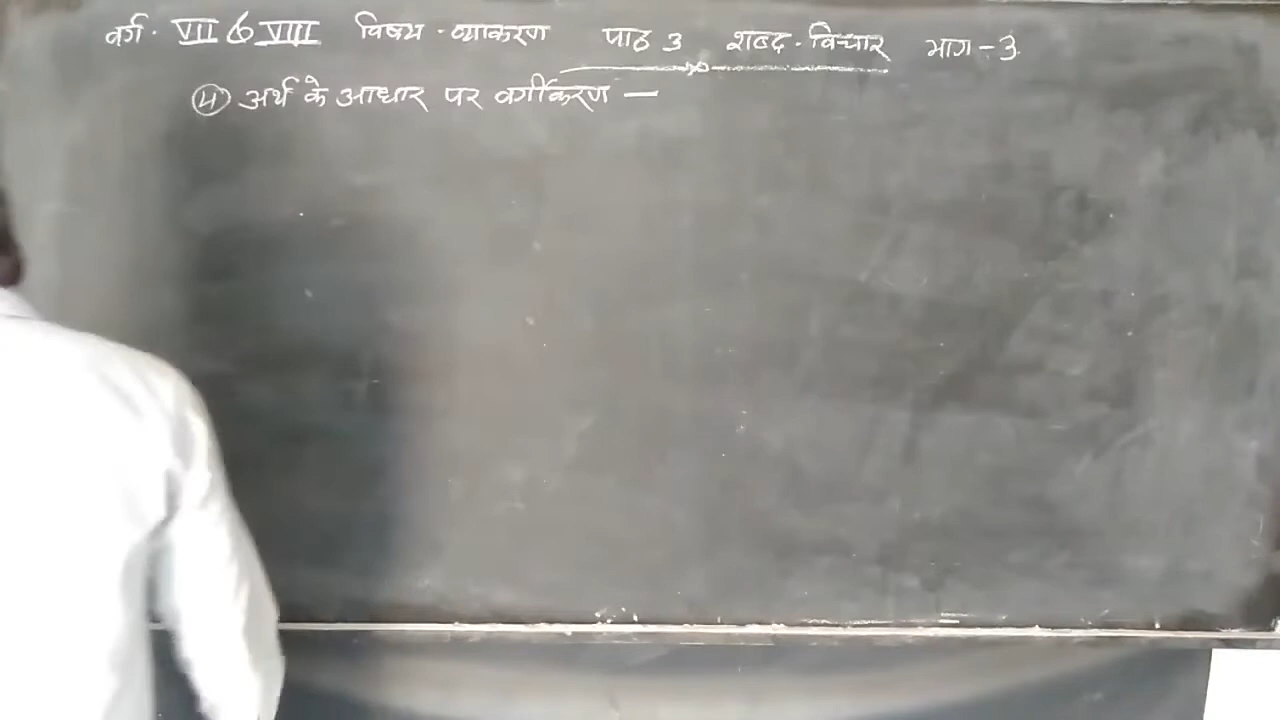 वर्ग. VII & VIII विषय. व्याकरण पाठ 3 शब्द. विचार भाग - 3
(4) अर्थ के आधार पर वर्गीकरण —